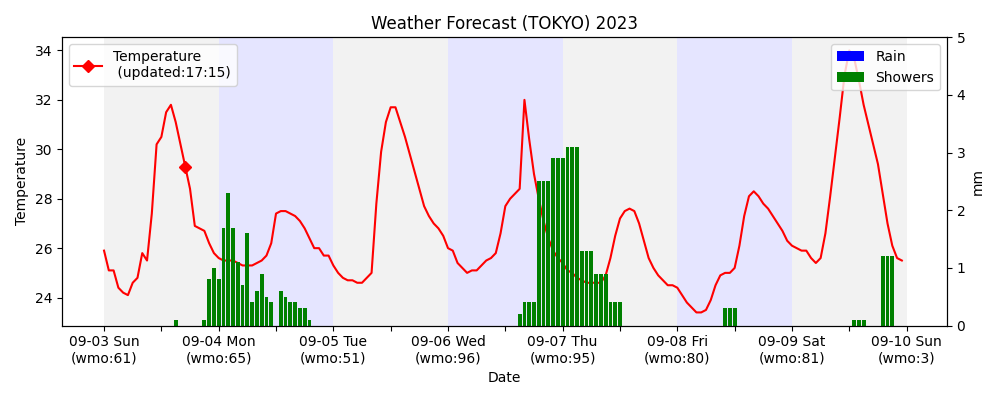 Weather Forecast (TOKYO) 2023
Temperature
(updated:17:15)
Rain
Showers
34
32
30
28
26
24
Temperature
5
4
3
2
1
0
mm
09-03 Sun
(wmo:61)
09-04 Mon
(wmo:65)
09-05 Tue
(wmo:51)
09-06 Wed
(wmo:96)
09-07 Thu
(wmo:95)
09-08 Fri
(wmo:80)
09-09 Sat
(wmo:81)
09-10 Sun
(wmo:3)
Date